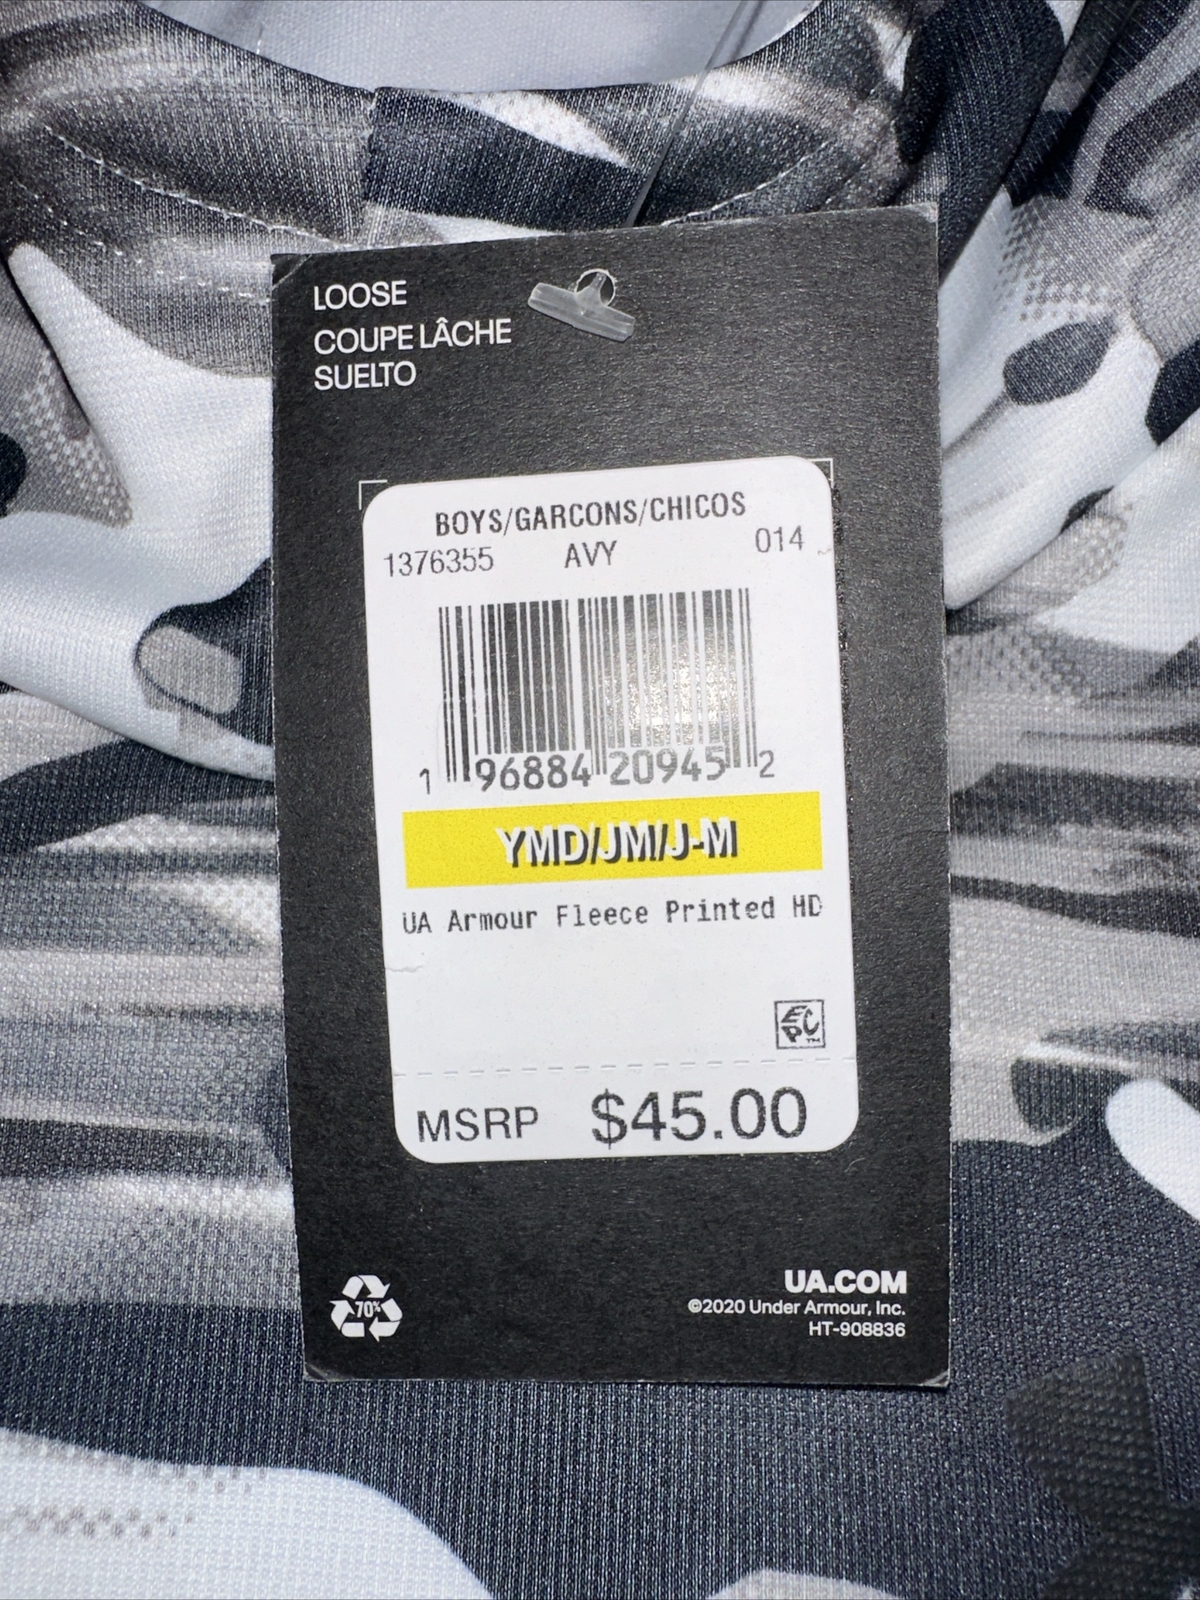 LOOSE
COUPE LÂCHE
SUELTO
BOYS/GARCONS/CHICOS
1376355 AVY 014
1 96884 20945 2
YMD/JM/J-M
UA Armour Fleece Printed HD
EPC™
MSRP $45.00
70%
UA.COM
©2020 Under Armour, Inc.
HT-908836